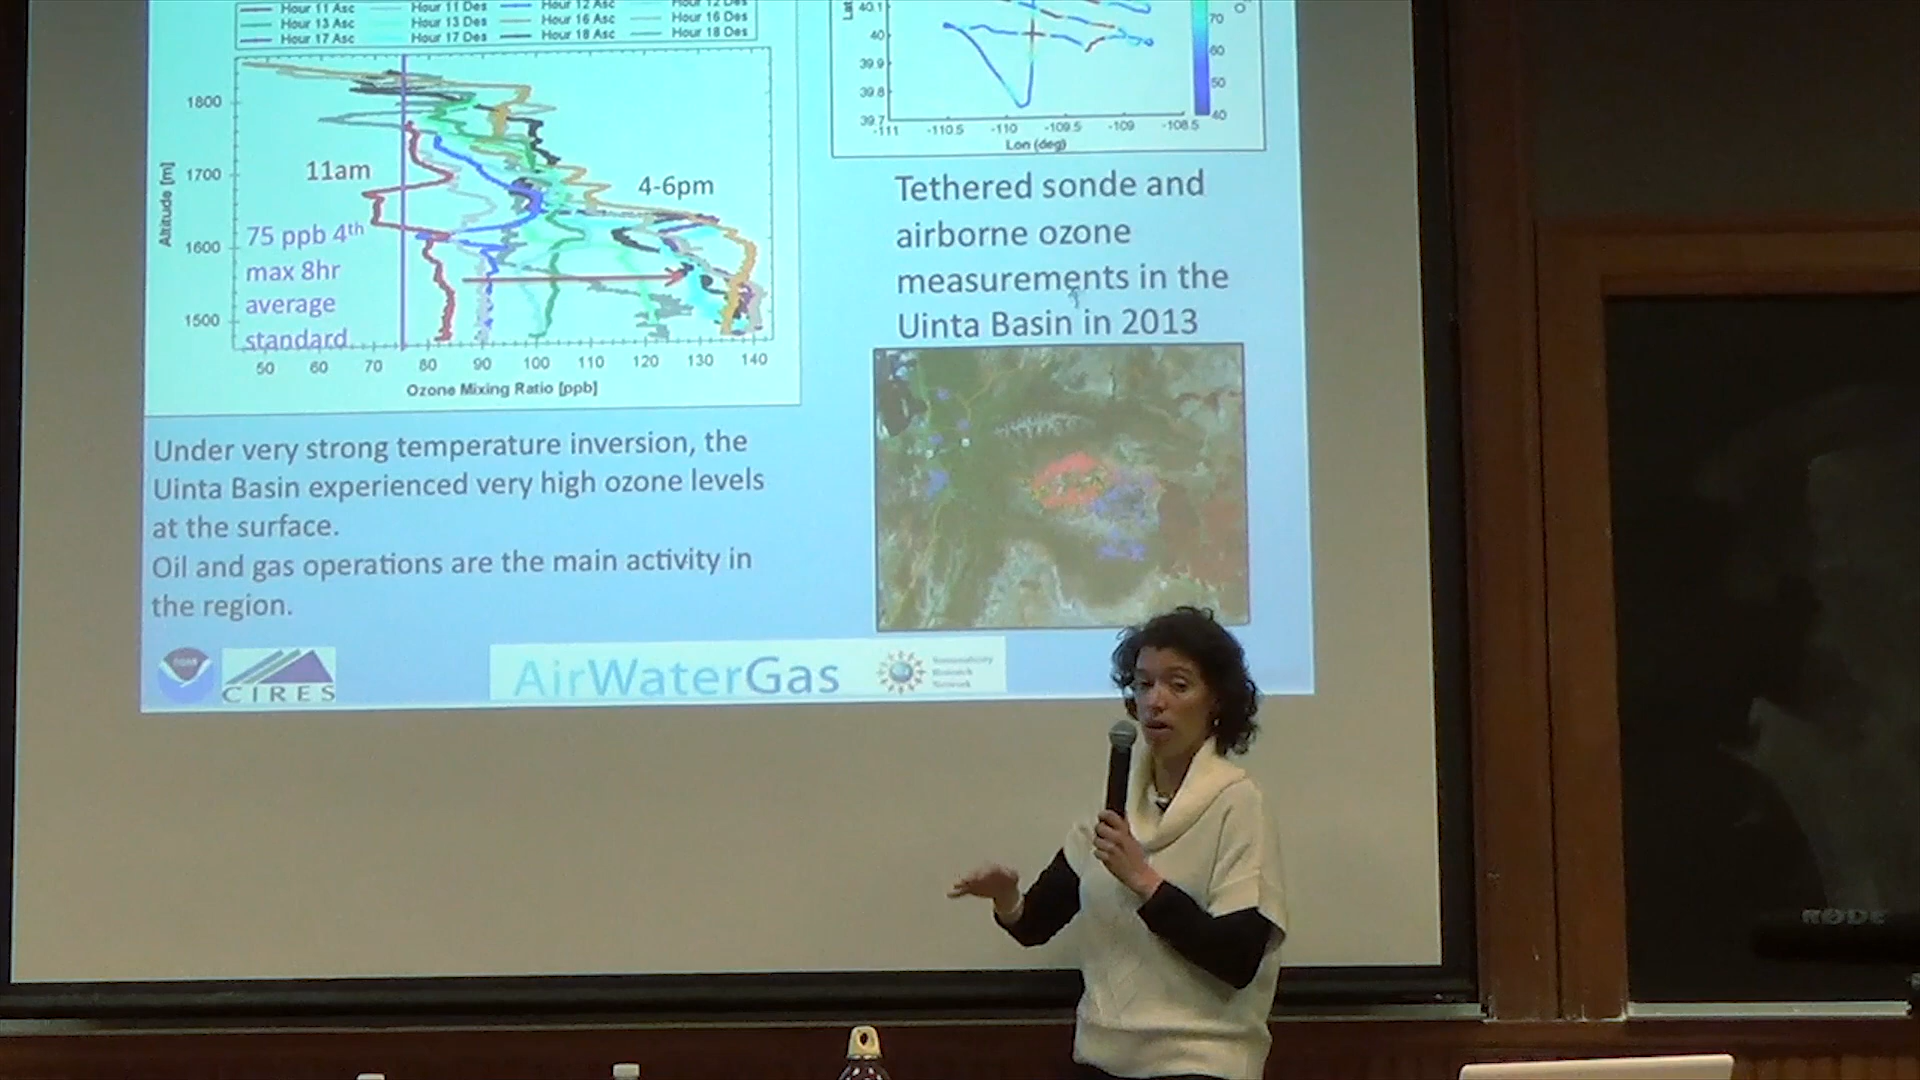 Hour 11 Asc Hour 11 Des Hour 12 Asc Hour 12 Des
Hour 13 Asc Hour 13 Des Hour 16 Asc Hour 16 Des
Hour 17 Asc Hour 17 Des Hour 18 Asc Hour 18 Des
1800
1700
1600
1500
Altitude [m]
11am
4-6pm
75 ppb 4th
max 8hr
average
standard
50 60 70 80 90 100 110 120 130 140
Ozone Mixing Ratio [ppb]
40.1
40
39.9
39.8
39.7
-111 -110.5 -110 -109.5 -109 -108.5
Lon (deg)
70
60
50
40
Tethered sonde and
airborne ozone
measurements in the
Uinta Basin in 2013
Under very strong temperature inversion, the
Uinta Basin experienced very high ozone levels
at the surface.
Oil and gas operations are the main activity in
the region.
NOAA
CIRES
AirWaterGas
Sustainability
Research
Network
RODE